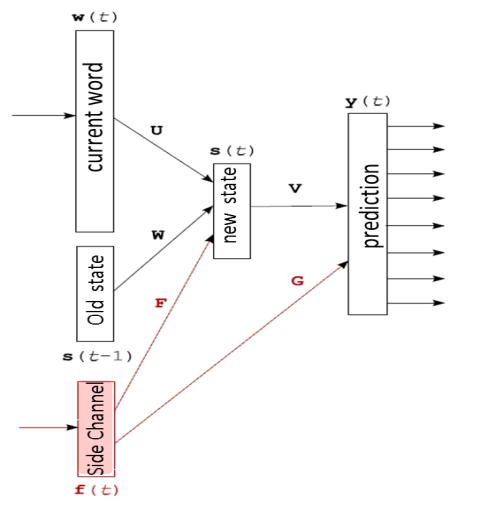 w(t)
current word
U
y(t)
s(t)
new state
V
prediction
W
Old state
F
G
s(t-1)
Side Channel
f(t)